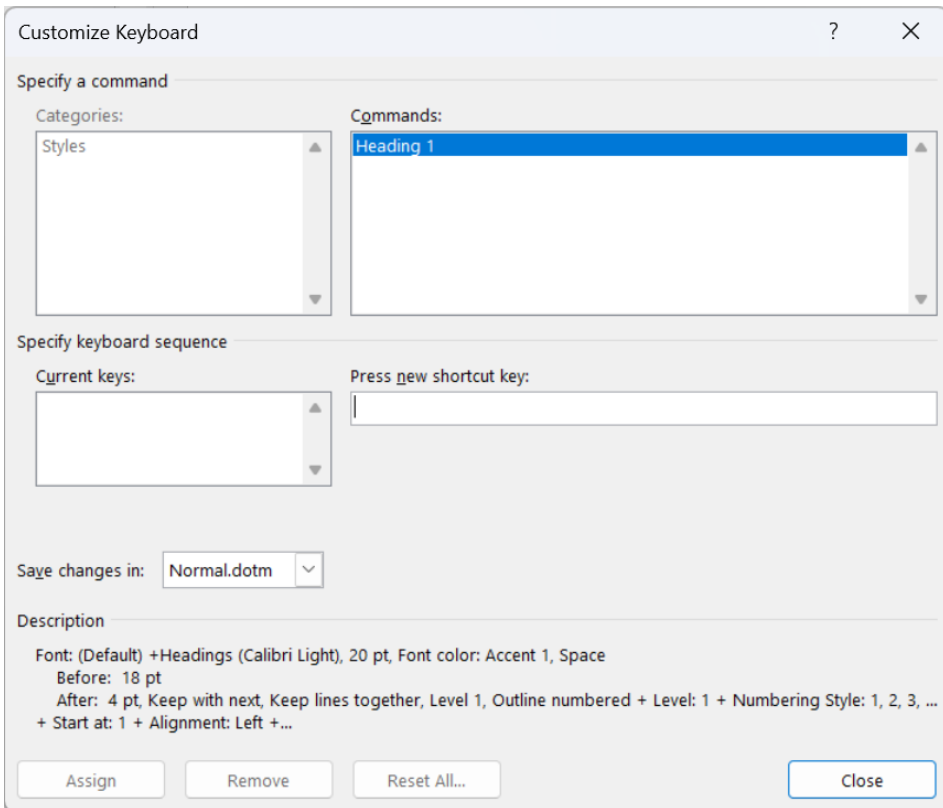 Customize Keyboard
Specify a command
Categories:
Commands:
Styles
Heading 1
Specify keyboard sequence
Current keys:
Press new shortcut key:
Save changes in:
Normal.dotm
Description
Font: (Default) +Headings (Calibri Light), 20 pt, Font color: Accent 1, Space
Before: 18 pt
After: 4 pt, Keep with next, Keep lines together, Level 1, Outline numbered + Level: 1 + Numbering Style: 1, 2, 3, ...
+ Start at: 1 + Alignment: Left +...
Assign
Remove
Reset All...
Close